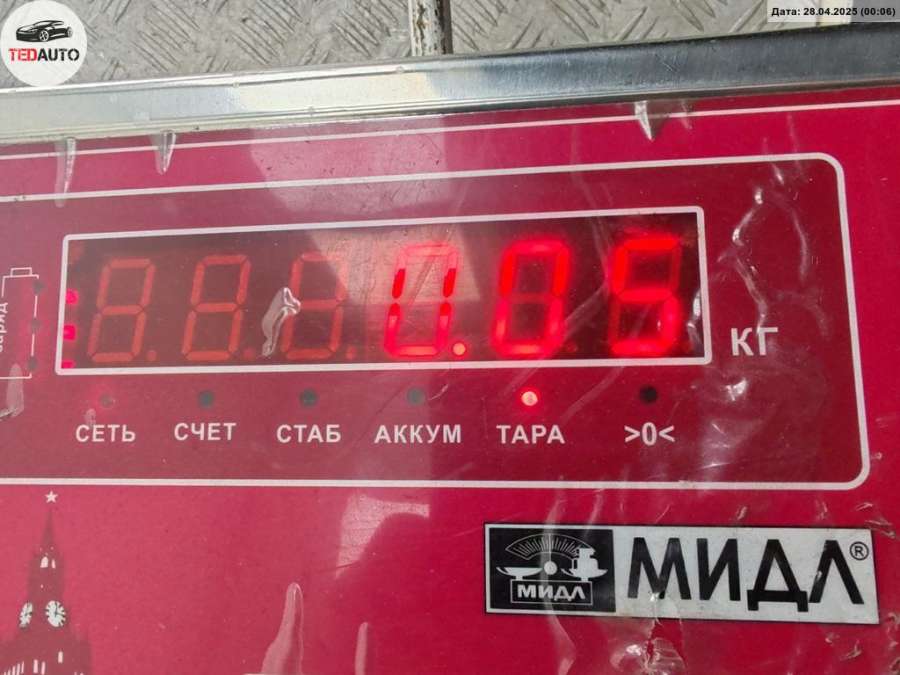 TEDAUTO
Дата: 28.04.2025 (00:06)
0.05
КГ
СЕТЬ СЧЕТ СТАБ АККУМ ТАРА >0<
МИДЛ
МИДЛ®